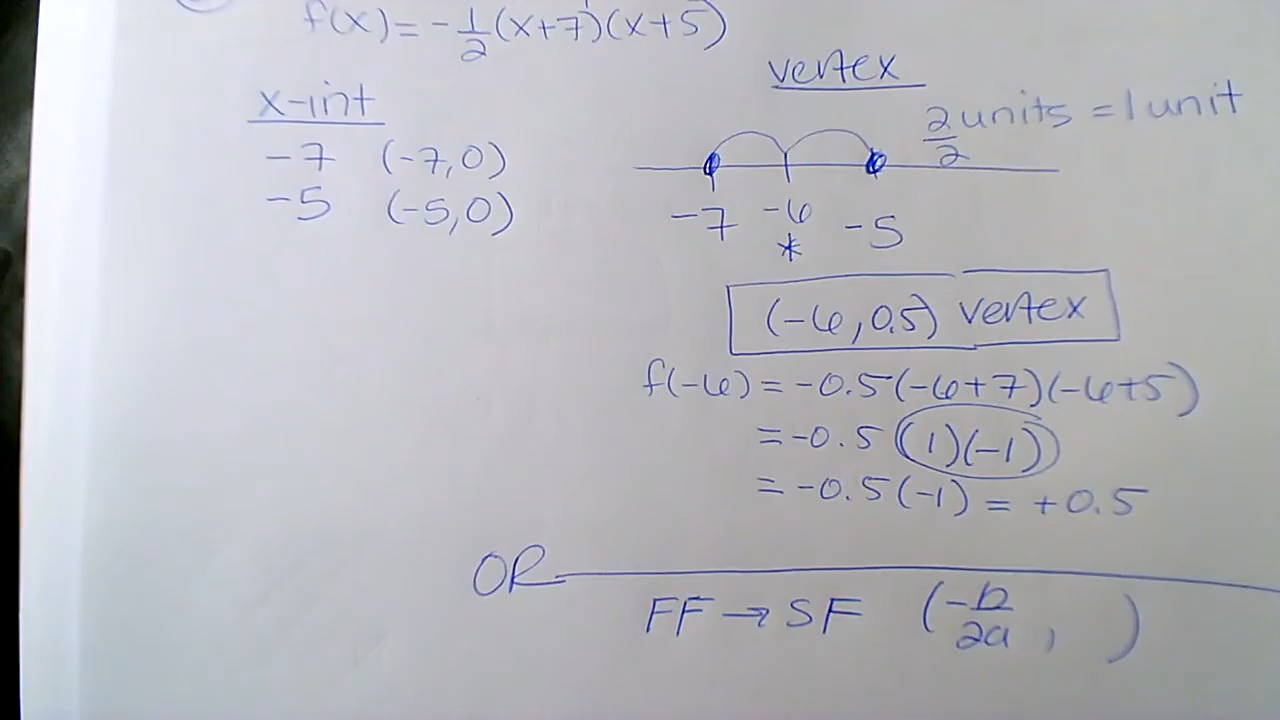 f(x) = -1/2(x+7)(x+5)
x-int
-7 (-7,0)
-5 (-5,0)
vertex
2/2 units = 1 unit
-7 -6 -5
*
(-6, 0.5) vertex
f(-6) = -0.5(-6+7)(-6+5)
= -0.5(1)(-1)
= -0.5(-1) = +0.5
OR
FF → SF (-b/2a, )